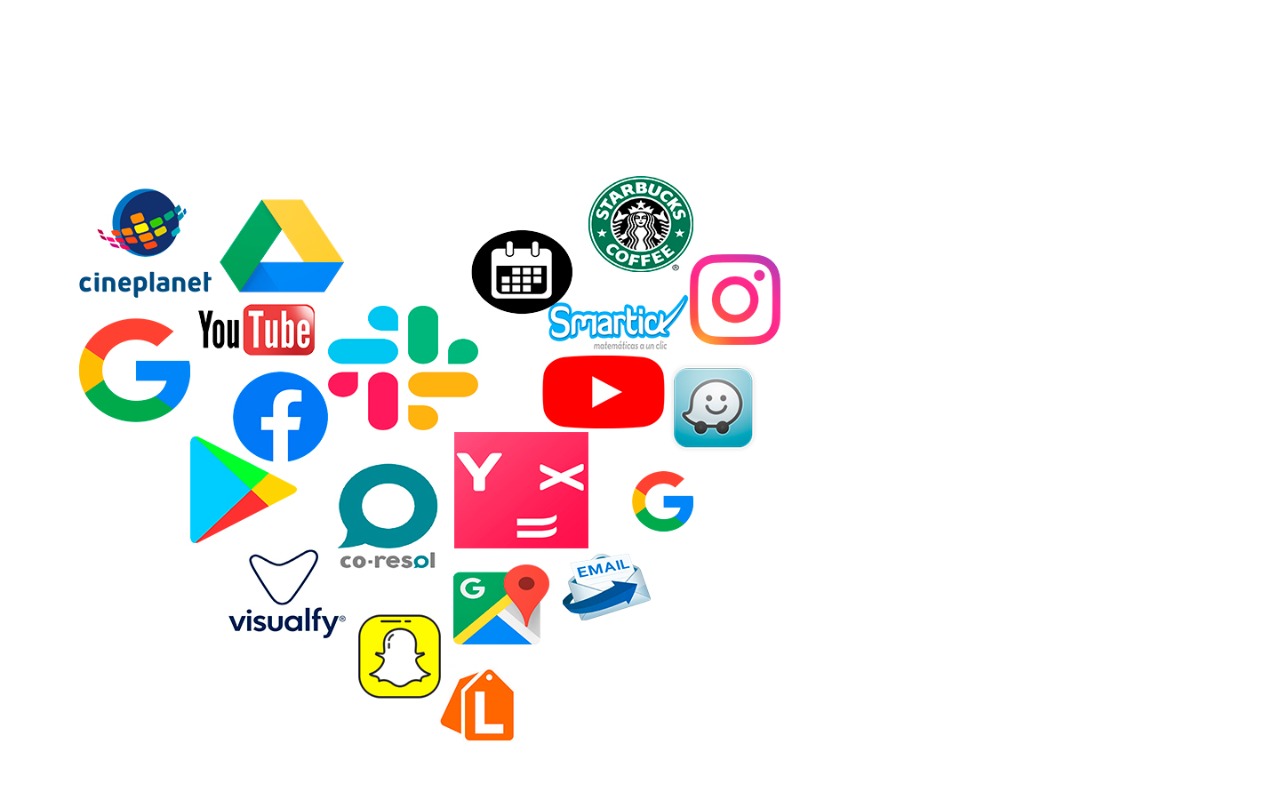 STARBUCKS
COFFEE
®
cineplanet
YouTube
Smartick
matemáticas a un clic
G
f
Y X
G
co-resol
EMAIL
G
visualfy®
L